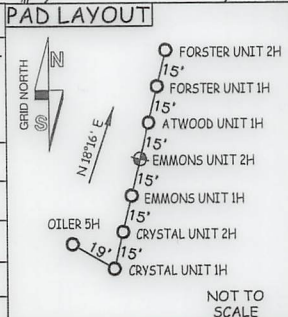 PAD LAYOUT
FORSTER UNIT 2H
15'
FORSTER UNIT 1H
15'
ATWOOD UNIT 1H
15'
EMMONS UNIT 2H
15'
EMMONS UNIT 1H
15'
CRYSTAL UNIT 2H
15'
CRYSTAL UNIT 1H
OILER 5H
19'
GRID NORTH
N
S
N 18°16' E
NOT TO
SCALE